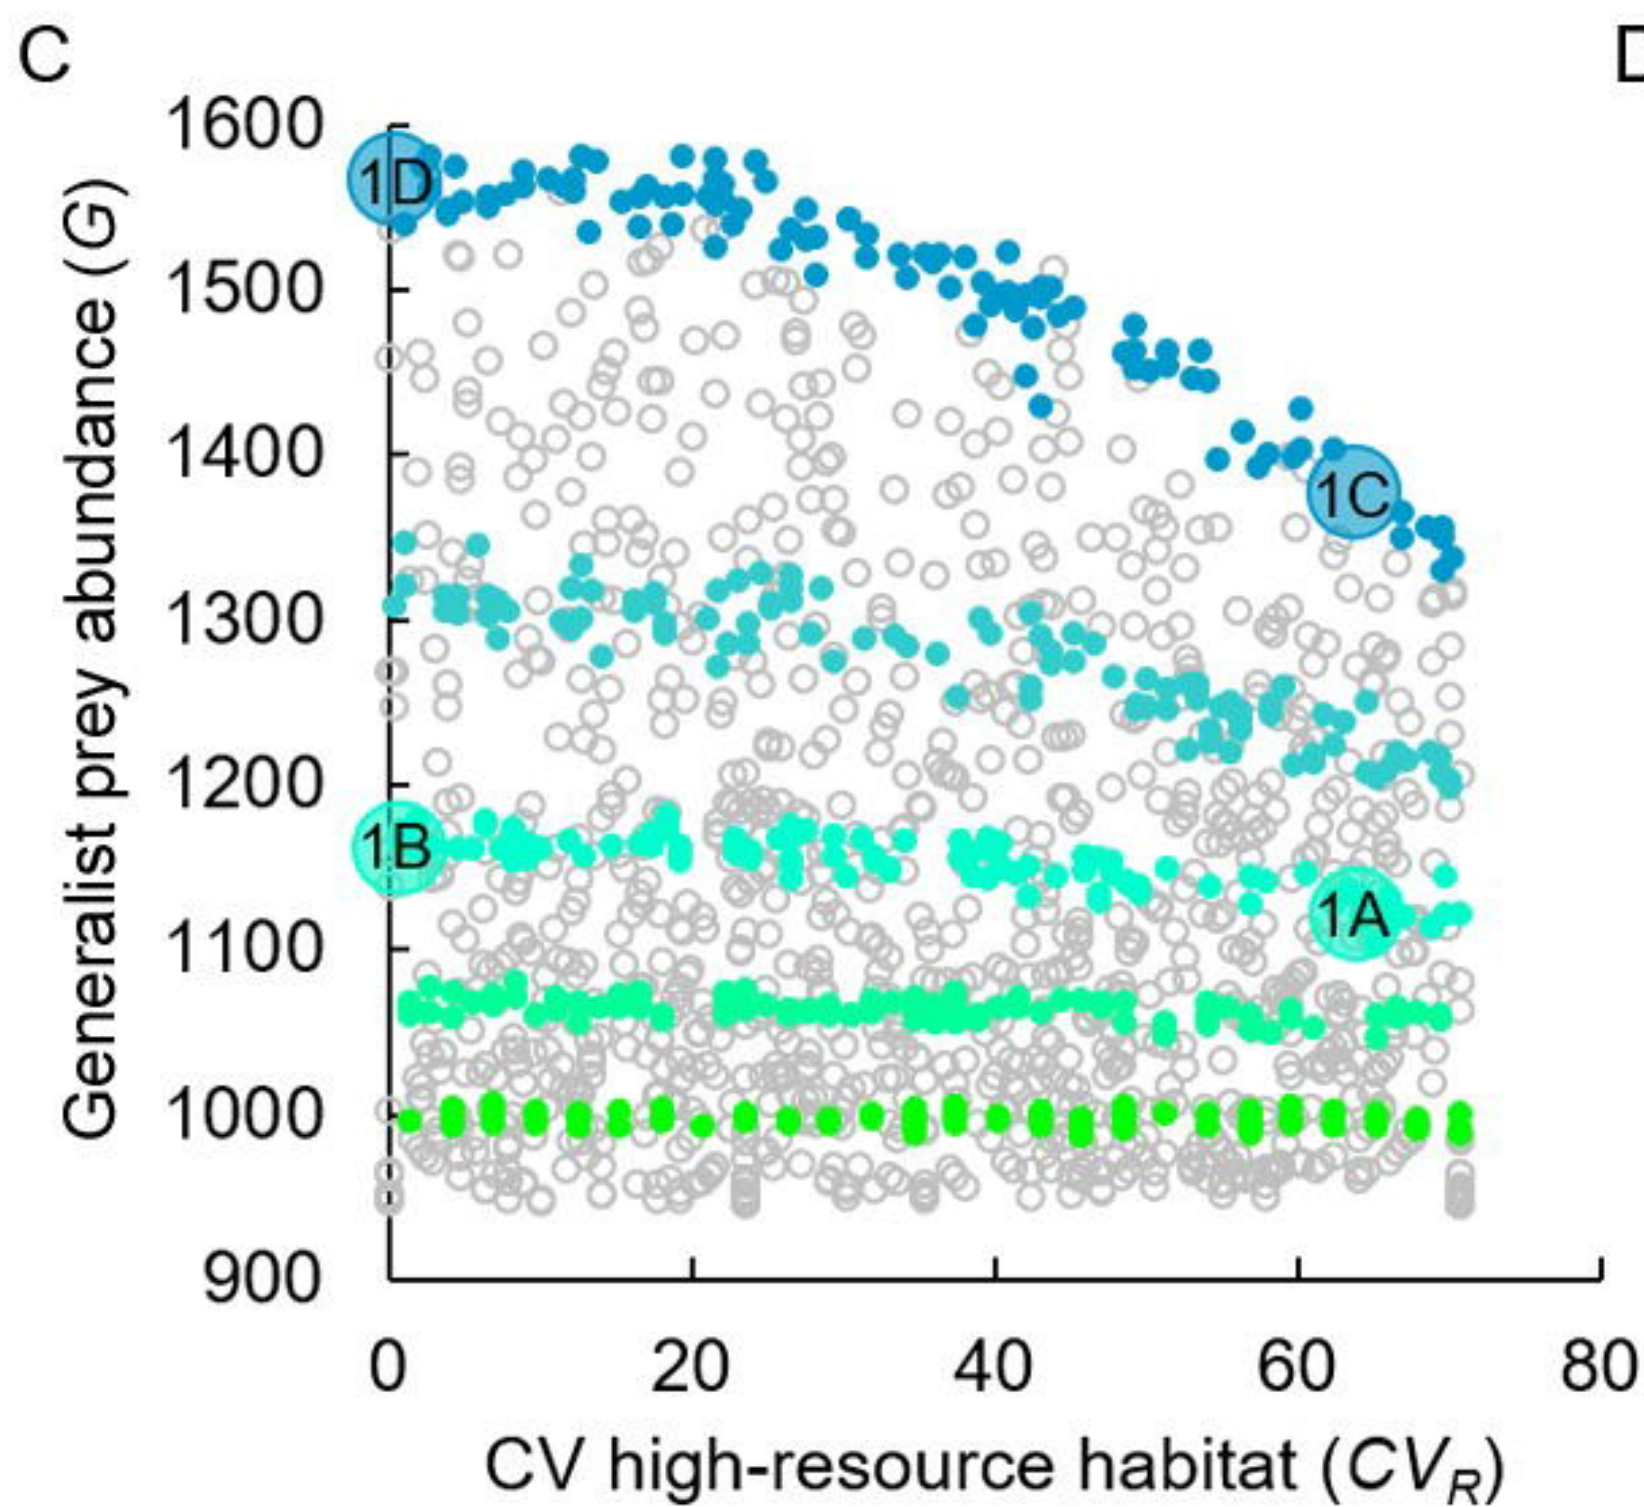 C
D
1600
1500
1400
1300
1200
1100
1000
900
Generalist prey abundance (G)
1D
1C
1B
1A
0 20 40 60 80
CV high-resource habitat (CV_R)